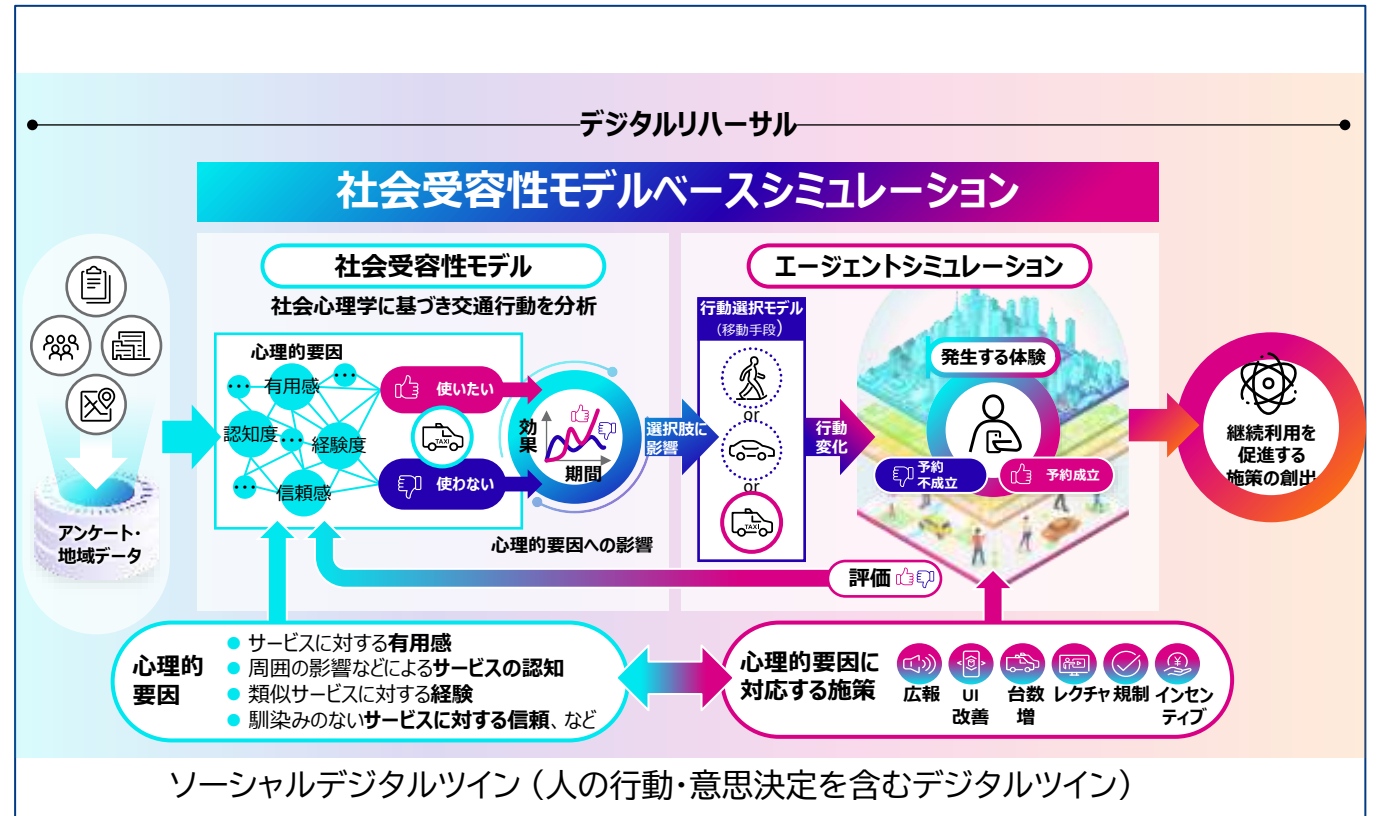 デジタルリハーサル
社会受容性モデルベースシミュレーション
社会受容性モデル
社会心理学に基づき交通行動を分析
心理的要因
有用感
認知度
経験度
信頼感
使いたい
TAXI
使わない
効果
期間
選択肢に
影響
心理的要因への影響
アンケート・
地域データ
エージェントシミュレーション
行動選択モデル
(移動手段)
or
or
TAXI
行動
変化
発生する体験
予約
不成立
予約成立
評価
継続利用を
促進する
施策の創出
心理的
要因
● サービスに対する有用感
● 周囲の影響などによるサービスの認知
● 類似サービスに対する経験
● 馴染みのないサービスに対する信頼、など
心理的要因に
対応する施策
広報
UI
改善
台数
増
レクチャ
規制
インセン
ティブ
ソーシャルデジタルツイン（人の行動・意思決定を含むデジタルツイン）